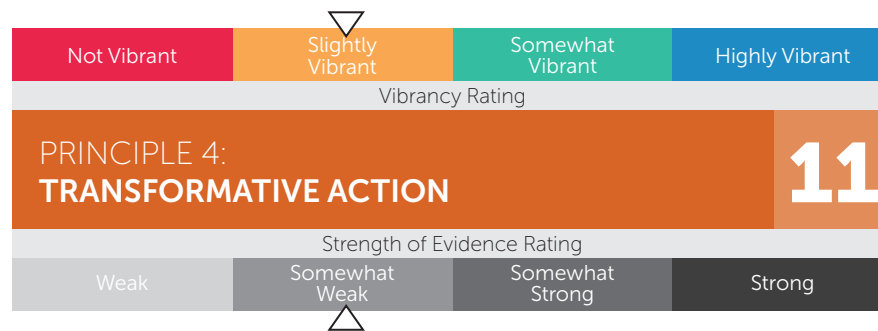 Not Vibrant
Slightly
Vibrant
Somewhat
Vibrant
Highly Vibrant
Vibrancy Rating
PRINCIPLE 4:
TRANSFORMATIVE ACTION
11
Strength of Evidence Rating
Weak
Somewhat
Weak
Somewhat
Strong
Strong